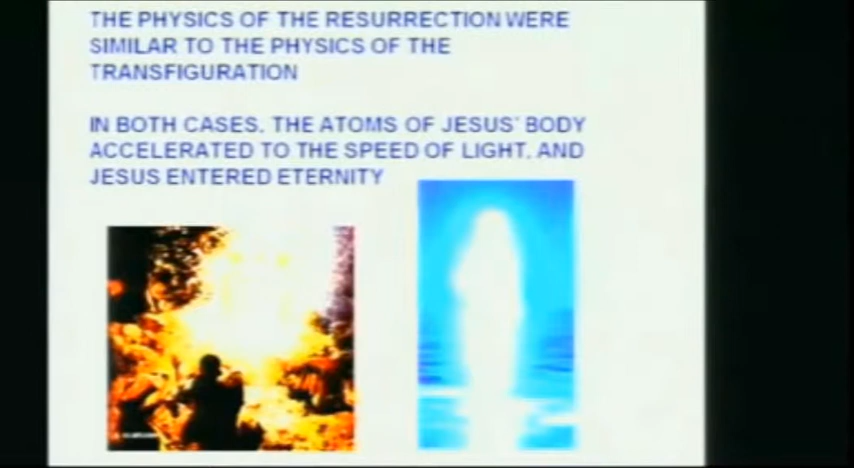 THE PHYSICS OF THE RESURRECTION WERE
SIMILAR TO THE PHYSICS OF THE
TRANSFIGURATION
IN BOTH CASES, THE ATOMS OF JESUS' BODY
ACCELERATED TO THE SPEED OF LIGHT, AND
JESUS ENTERED ETERNITY